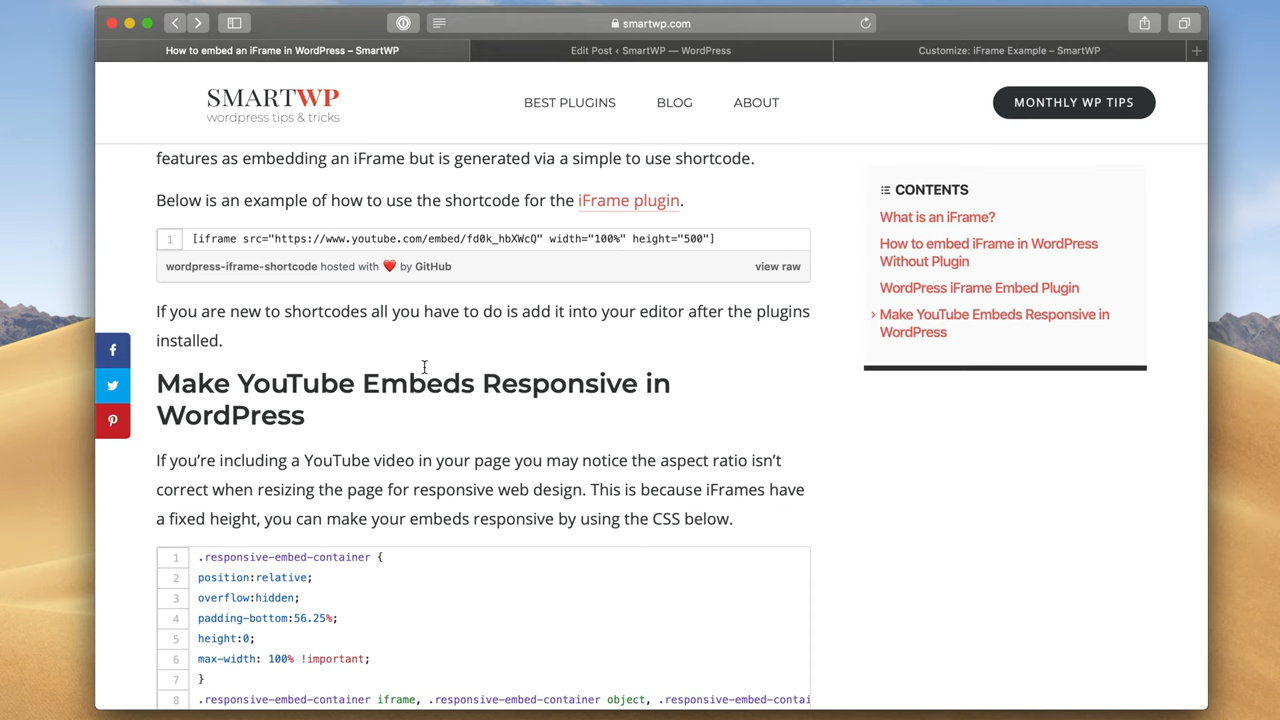 smartwp.com
How to embed an iFrame in WordPress – SmartWP
Edit Post ‹ SmartWP — WordPress
Customize: iFrame Example – SmartWP
SMARTWP
wordpress tips & tricks
BEST PLUGINS
BLOG
ABOUT
MONTHLY WP TIPS
features as embedding an iFrame but is generated via a simple to use shortcode.
Below is an example of how to use the shortcode for the iFrame plugin.
1 [iframe src="https://www.youtube.com/embed/fd0k_hbXWcQ" width="100%" height="500"]
wordpress-iframe-shortcode hosted with ❤ by GitHub
view raw
If you are new to shortcodes all you have to do is add it into your editor after the plugins
installed.
Make YouTube Embeds Responsive in
WordPress
If you’re including a YouTube video in your page you may notice the aspect ratio isn’t
correct when resizing the page for responsive web design. This is because iFrames have
a fixed height, you can make your embeds responsive by using the CSS below.
1 .responsive-embed-container {
2 position:relative;
3 overflow:hidden;
4 padding-bottom:56.25%;
5 height:0;
6 max-width: 100% !important;
7 }
8 .responsive-embed-container iframe, .responsive-embed-container object, .responsive-embed-contai
CONTENTS
What is an iFrame?
How to embed iFrame in WordPress
Without Plugin
WordPress iFrame Embed Plugin
› Make YouTube Embeds Responsive in
WordPress